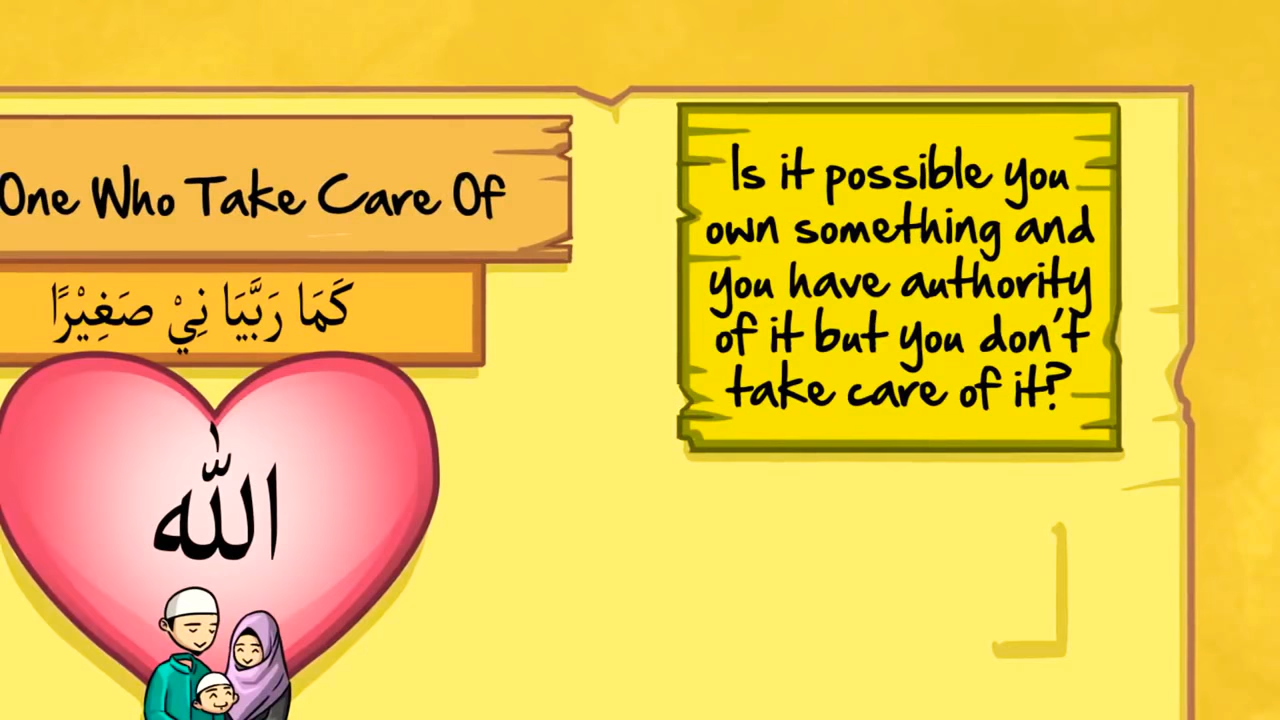 One Who Take Care Of
كَمَا رَبَّيَا نِيْ صَغِيْرًا
الله
Is it possible you
own something and
you have authority
of it but you don't
take care of it?